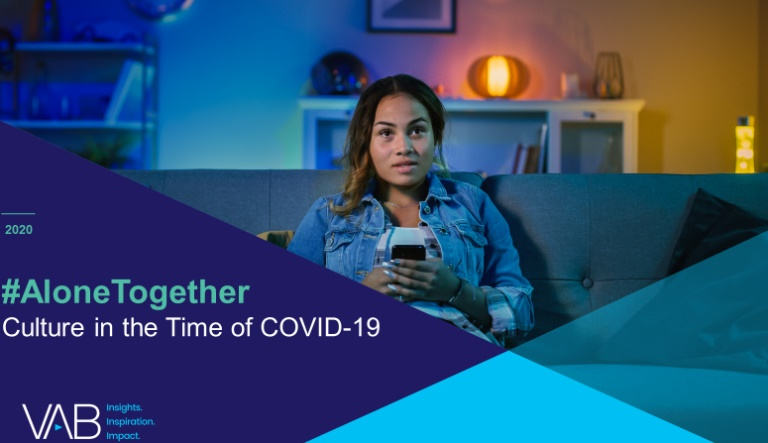 2020
#AloneTogether
Culture in the Time of COVID-19
VAB
Insights.
Inspiration.
Impact.